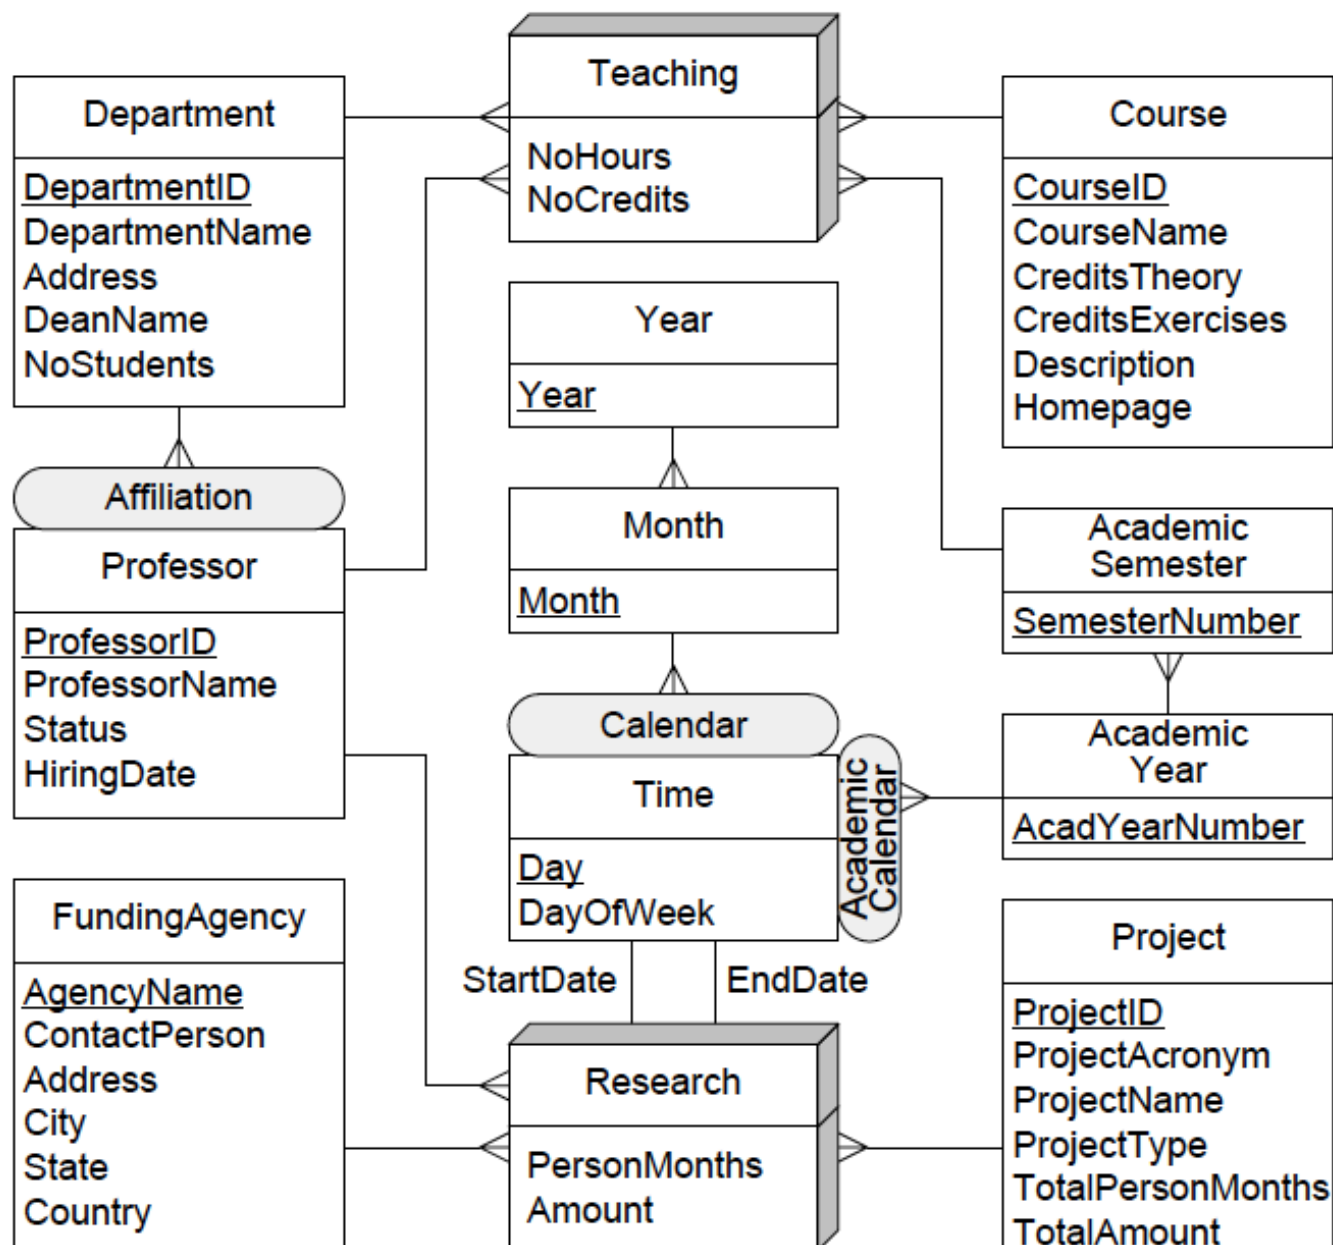 Teaching
NoHours
NoCredits
Department
DepartmentID
DepartmentName
Address
DeanName
NoStudents
Course
CourseID
CourseName
CreditsTheory
CreditsExercises
Description
Homepage
Year
Year
Affiliation
Professor
ProfessorID
ProfessorName
Status
HiringDate
Month
Month
Academic
Semester
SemesterNumber
Calendar
Time
Day
DayOfWeek
Academic
Calendar
Academic
Year
AcadYearNumber
StartDate
EndDate
FundingAgency
AgencyName
ContactPerson
Address
City
State
Country
Research
PersonMonths
Amount
Project
ProjectID
ProjectAcronym
ProjectName
ProjectType
TotalPersonMonths
TotalAmount